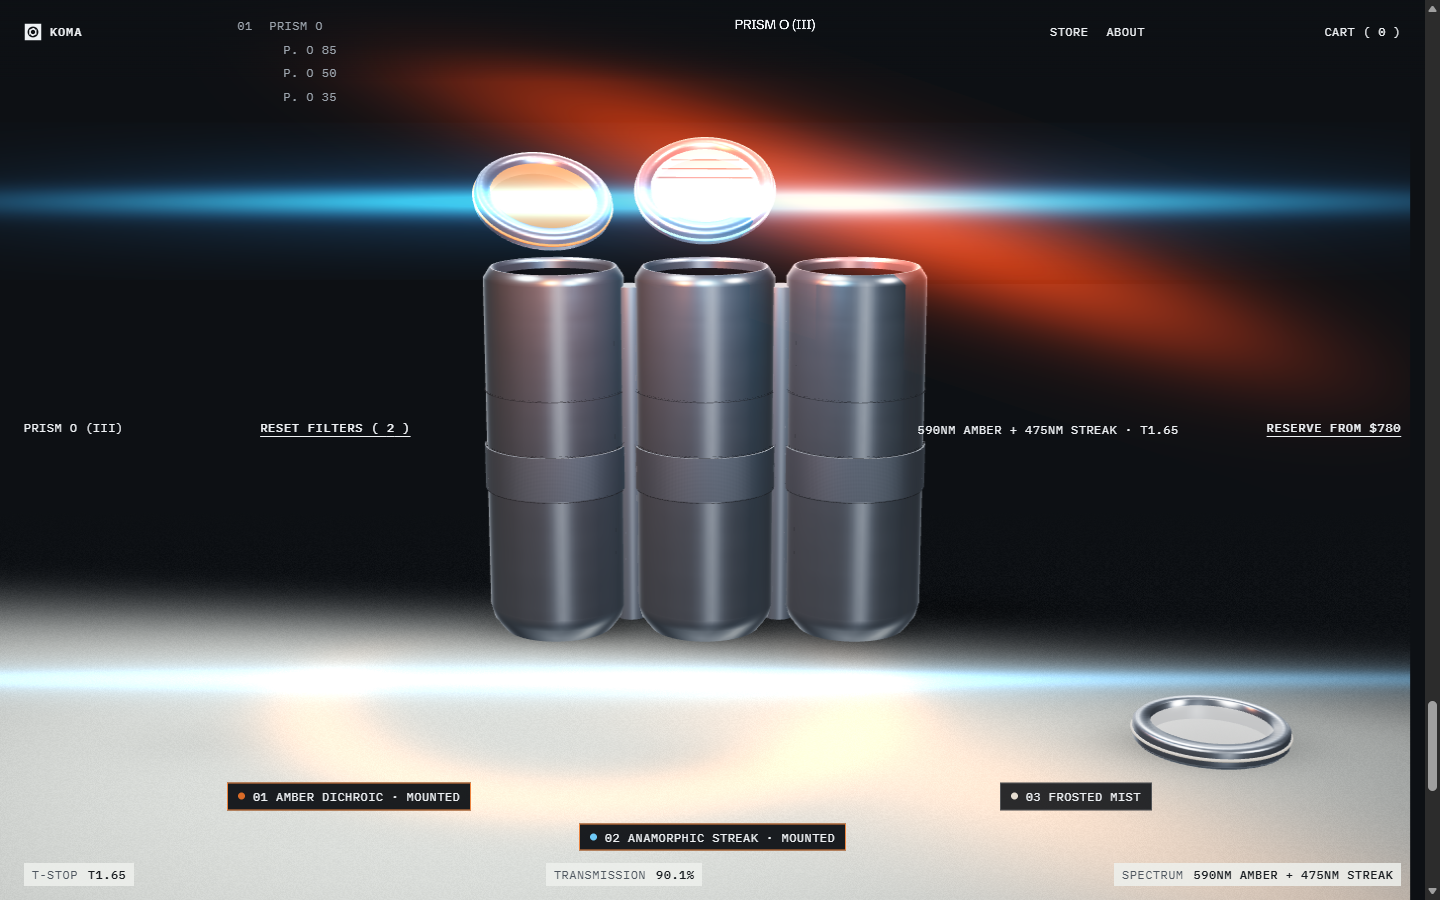 KOMA
01 PRISM O
P. O 85
P. O 50
P. O 35
PRISM O (III)
STORE ABOUT
CART ( 0 )
PRISM O (III)
RESET FILTERS ( 2 )
590NM AMBER + 475NM STREAK · T1.65
RESERVE FROM $780
01 AMBER DICHROIC · MOUNTED
03 FROSTED MIST
02 ANAMORPHIC STREAK · MOUNTED
T-STOP T1.65
TRANSMISSION 90.1%
SPECTRUM 590NM AMBER + 475NM STREAK